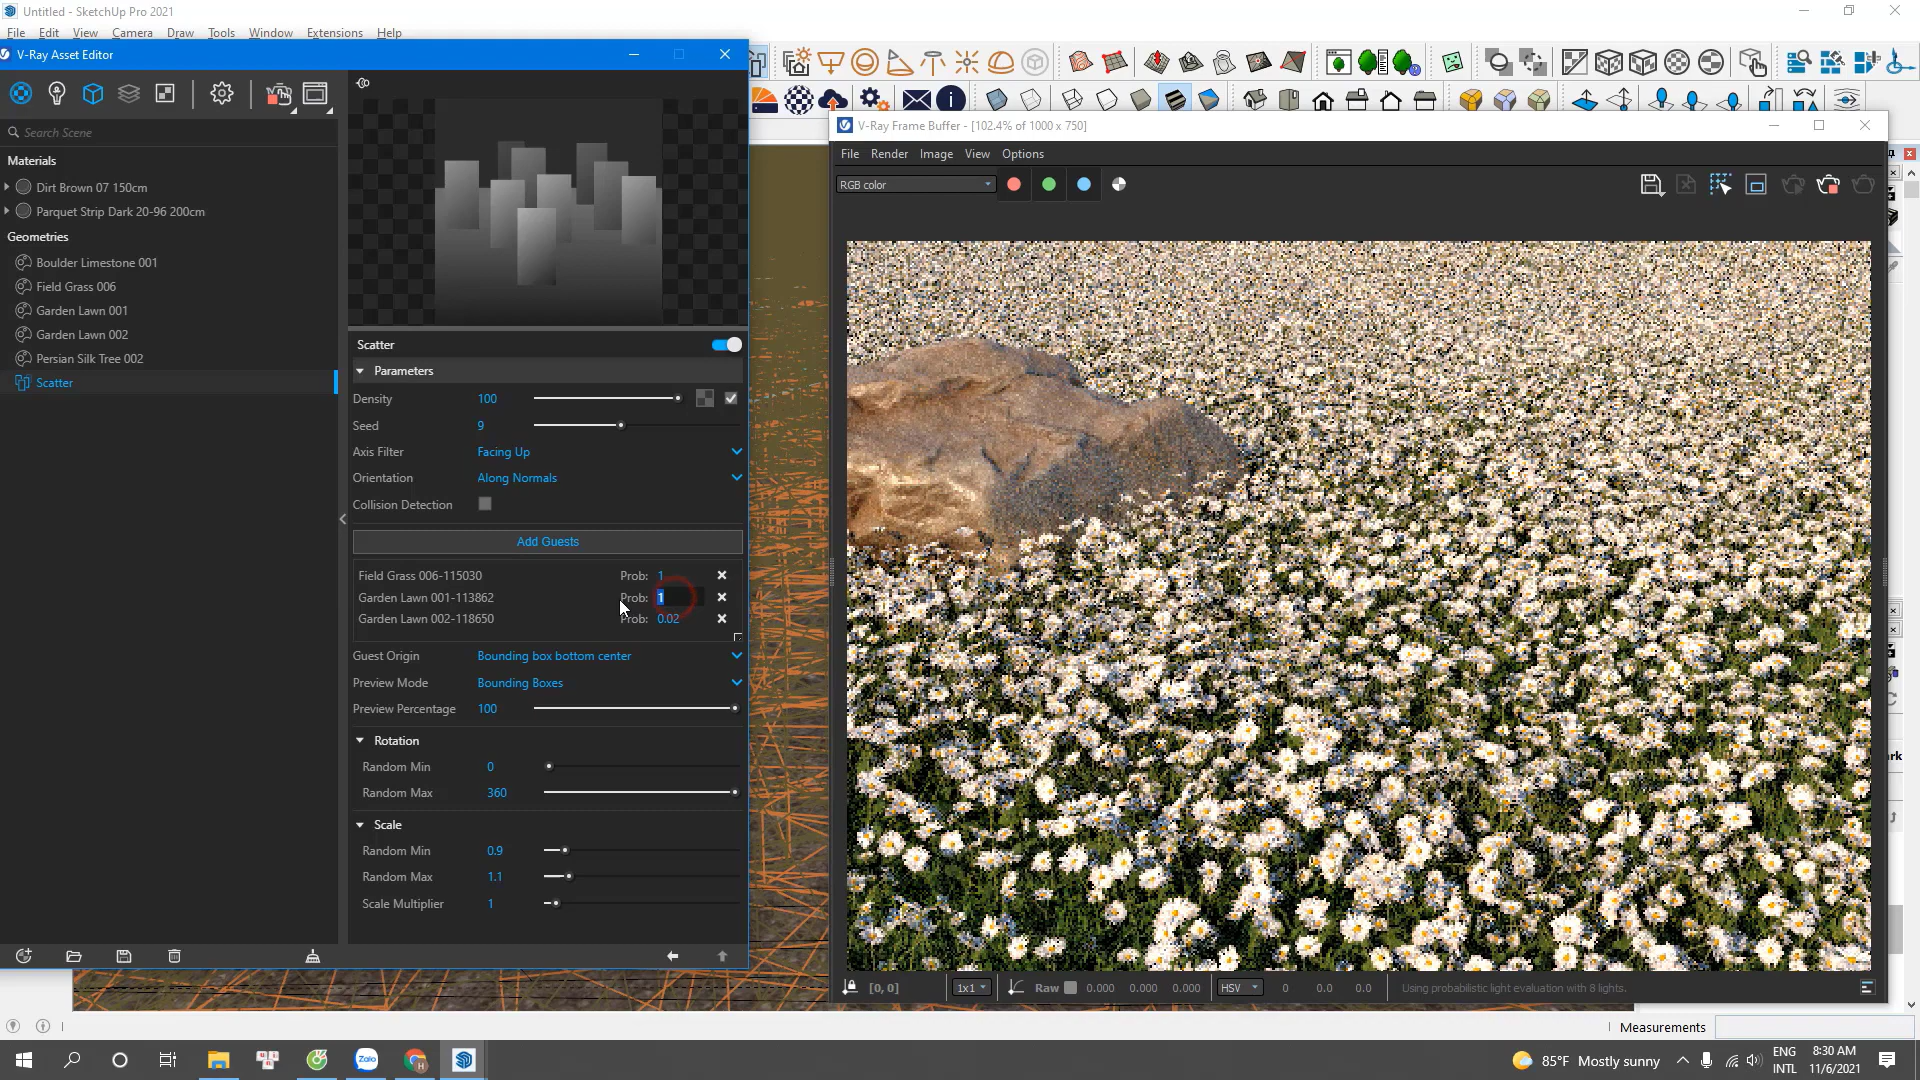 Untitled - SketchUp Pro 2021
File Edit View Camera Draw Tools Window Extensions Help
V-Ray Asset Editor
Search Scene
Materials
Dirt Brown 07 150cm
Parquet Strip Dark 20-96 200cm
Geometries
Boulder Limestone 001
Field Grass 006
Garden Lawn 001
Garden Lawn 002
Persian Silk Tree 002
Scatter
Scatter
Parameters
Density 100
Seed 9
Axis Filter Facing Up
Orientation Along Normals
Collision Detection
Add Guests
Field Grass 006-115030 Prob: 1
Garden Lawn 001-113862 Prob: 1
Garden Lawn 002-118650 Prob: 0.02
Guest Origin Bounding box bottom center
Preview Mode Bounding Boxes
Preview Percentage 100
Rotation
Random Min 0
Random Max 360
Scale
Random Min 0.9
Random Max 1.1
Scale Multiplier 1
V-Ray Frame Buffer - [102.4% of 1000 x 750]
File Render Image View Options
RGB color
[0, 0] 1x1 Raw 0.000 0.000 0.000 HSV 0 0.0 0.0 Using probabilistic light evaluation with 8 lights.
ark
Measurements
Zalo
85°F Mostly sunny
ENG
INTL
8:30 AM
11/6/2021